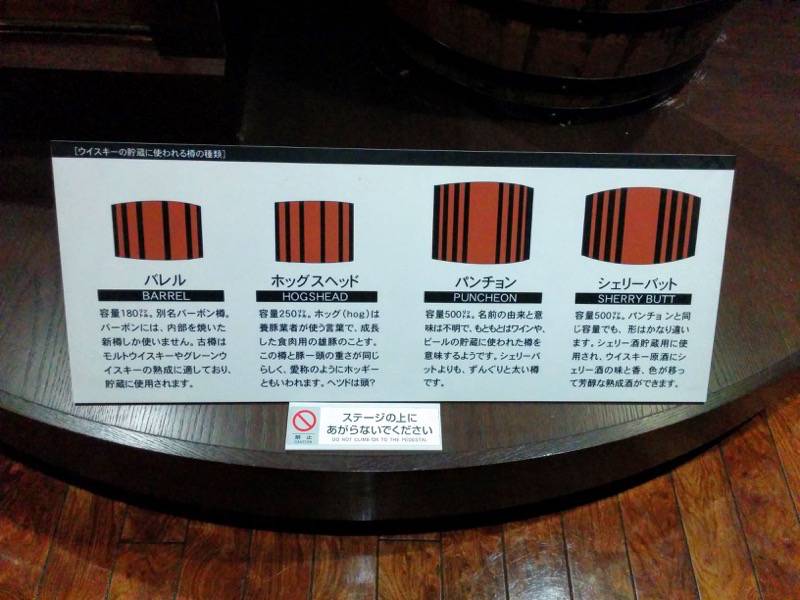 [ウイスキーの貯蔵に使われる樽の種類]
バレル
BARREL
容量180㍑。別名バーボン樽。
バーボンには、内部を焼いた
新樽しか使いません。古樽は
モルトウイスキーやグレーンウ
イスキーの熟成に適しており、
貯蔵に使用されます。
ホッグスヘッド
HOGSHEAD
容量250㍑。ホッグ(hog)は
養豚業者が使う言葉で、成長
した食肉用の雄豚のことす。
この樽と豚一頭の重さが同じ
らしく、愛称のようにホッギー
ともいわれます。ヘッドは頭?
パンチョン
PUNCHEON
容量500㍑。名前の由来と意
味は不明で、もともとはワインや、
ビールの貯蔵に使われた樽を
意味するようです。シェリーバ
ットよりも、ずんぐりと太い樽
です。
シェリーバット
SHERRY BUTT
容量500㍑。パンチョンと同
じ容量でも、形はかなり違い
ます。シェリー酒貯蔵用に使
用され、ウイスキー原酒にシ
ェリー酒の味と香、色が移っ
て芳醇な熟成酒ができます。
禁止
CAUTION
ステージの上に
あがらないでください
DO NOT CLIMB ON TO THE PEDESTAL